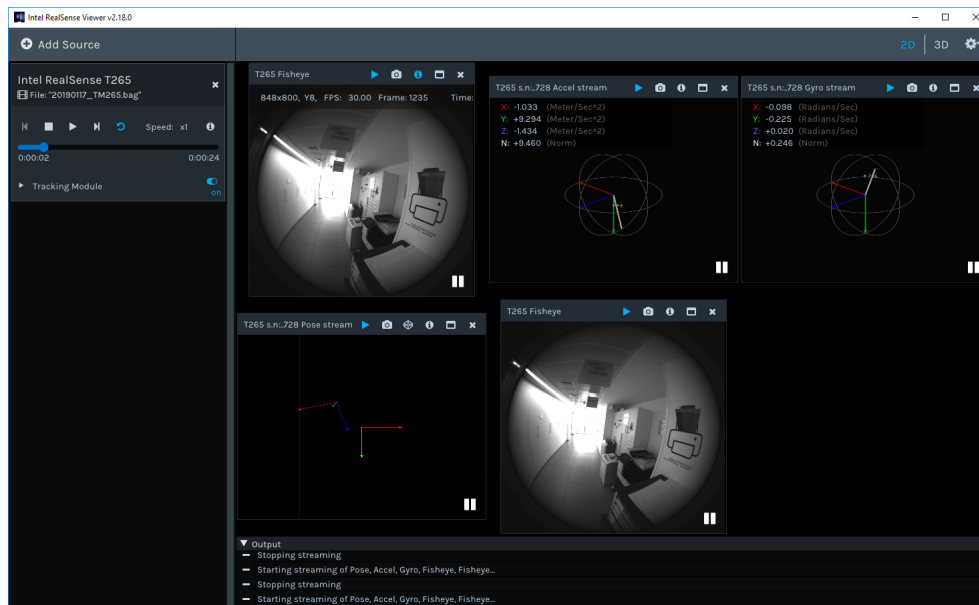 Intel RealSense Viewer v2.18.0
Add Source
2D 3D
Intel RealSense T265
File: "20190117_TM265.bag"
Speed: x1
0:00:02 0:00:24
Tracking Module
on
T265 Fisheye
848x800, Y8, FPS: 30.00 Frame: 1235 Time:
T265 s.n:..728 Accel stream
X: -1.033 (Meter/Sec^2)
Y: +9.294 (Meter/Sec^2)
Z: -1.434 (Meter/Sec^2)
N: +9.460 (Norm)
T265 s.n:..728 Gyro stream
X: -0.098 (Radians/Sec)
Y: -0.225 (Radians/Sec)
Z: +0.020 (Radians/Sec)
N: +0.246 (Norm)
T265 s.n:..728 Pose stream
T265 Fisheye
Output
Stopping streaming
Starting streaming of Pose, Accel, Gyro, Fisheye, Fisheye...
Stopping streaming
Starting streaming of Pose, Accel, Gyro, Fisheye, Fisheye...